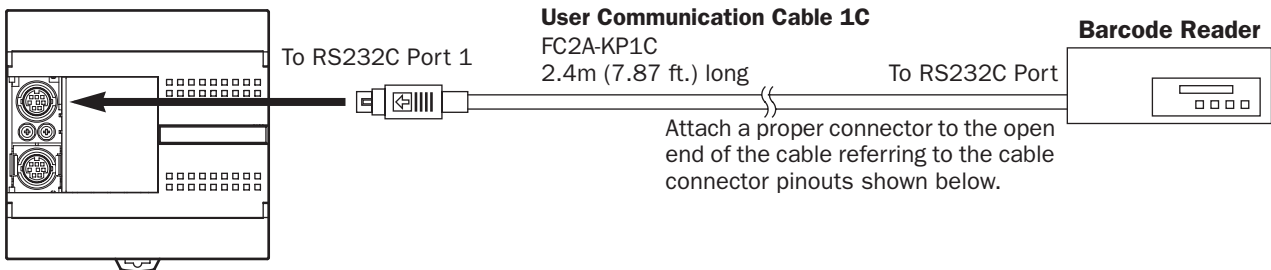 User Communication Cable 1C
FC2A-KP1C
2.4m (7.87 ft.) long
To RS232C Port 1
To RS232C Port
Barcode Reader
Attach a proper connector to the open
end of the cable referring to the cable
connector pinouts shown below.